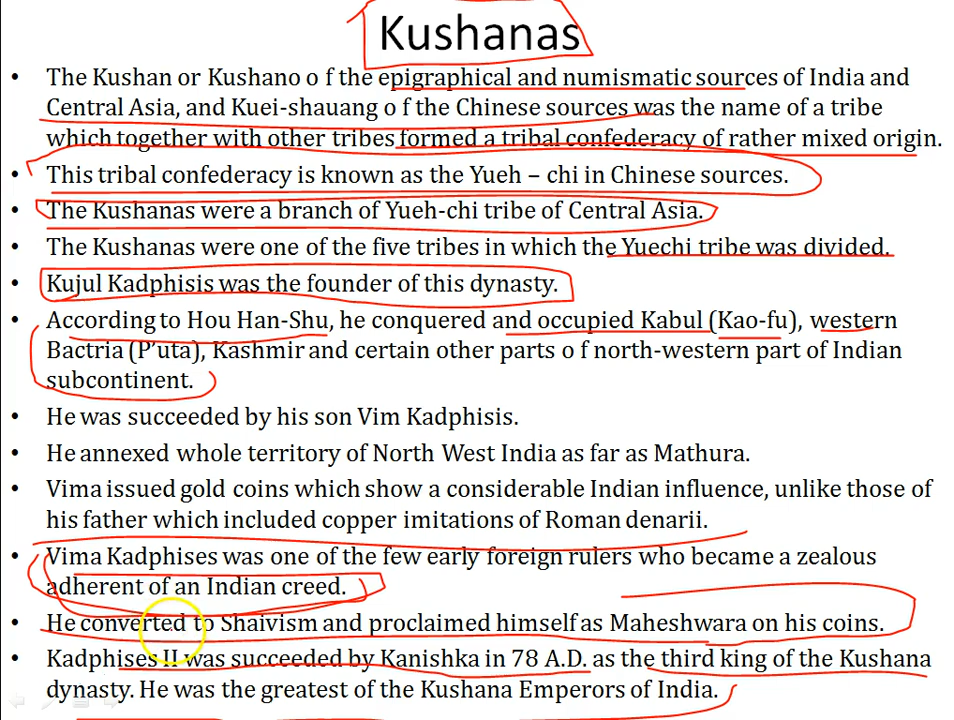 Kushanas
• The Kushan or Kushano o f the epigraphical and numismatic sources of India and
Central Asia, and Kuei-shauang o f the Chinese sources was the name of a tribe
which together with other tribes formed a tribal confederacy of rather mixed origin.
• This tribal confederacy is known as the Yueh – chi in Chinese sources.
• The Kushanas were a branch of Yueh-chi tribe of Central Asia.
• The Kushanas were one of the five tribes in which the Yuechi tribe was divided.
• Kujul Kadphisis was the founder of this dynasty.
• According to Hou Han-Shu, he conquered and occupied Kabul (Kao-fu), western
Bactria (P’uta), Kashmir and certain other parts o f north-western part of Indian
subcontinent.
• He was succeeded by his son Vim Kadphisis.
• He annexed whole territory of North West India as far as Mathura.
• Vima issued gold coins which show a considerable Indian influence, unlike those of
his father which included copper imitations of Roman denarii.
• Vima Kadphises was one of the few early foreign rulers who became a zealous
adherent of an Indian creed.
• He converted to Shaivism and proclaimed himself as Maheshwara on his coins.
• Kadphises II was succeeded by Kanishka in 78 A.D. as the third king of the Kushana
dynasty. He was the greatest of the Kushana Emperors of India.